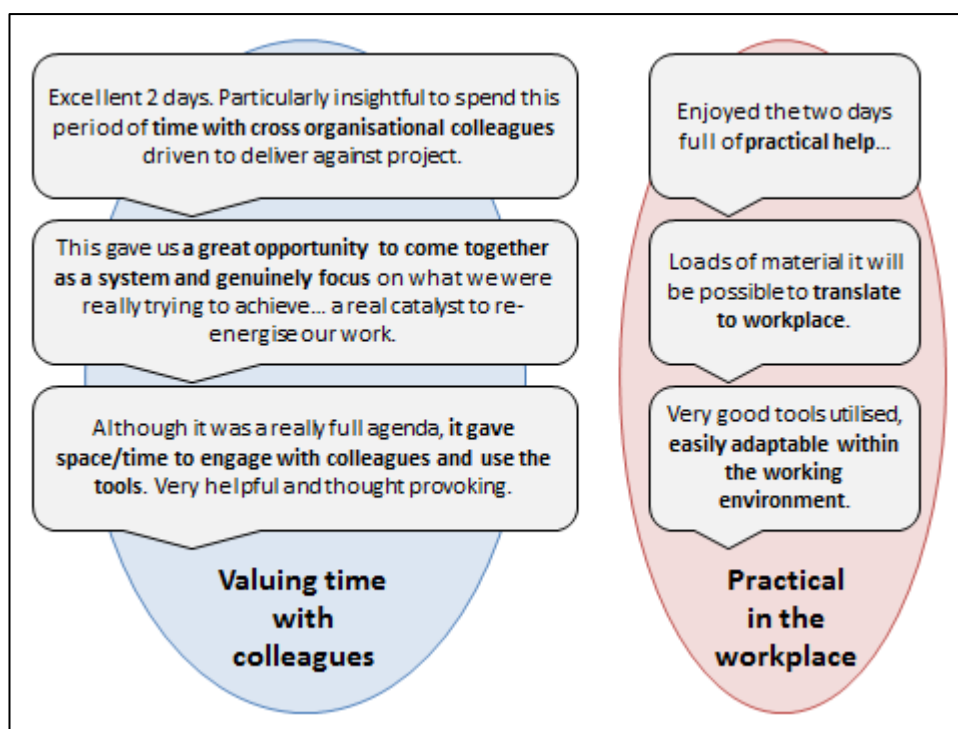 Excellent 2 days. Particularly insightful to spend this
period of time with cross organisational colleagues
driven to deliver against project.
This gave us a great opportunity to come together
as a system and genuinely focus on what we were
really trying to achieve... a real catalyst to re-
energise our work.
Although it was a really full agenda, it gave
space/time to engage with colleagues and use the
tools. Very helpful and thought provoking.
Valuing time
with
colleagues
Enjoyed the two days
full of practical help...
Loads of material it will
be possible to translate
to workplace.
Very good tools utilised,
easily adaptable within
the working
environment.
Practical
in the
workplace